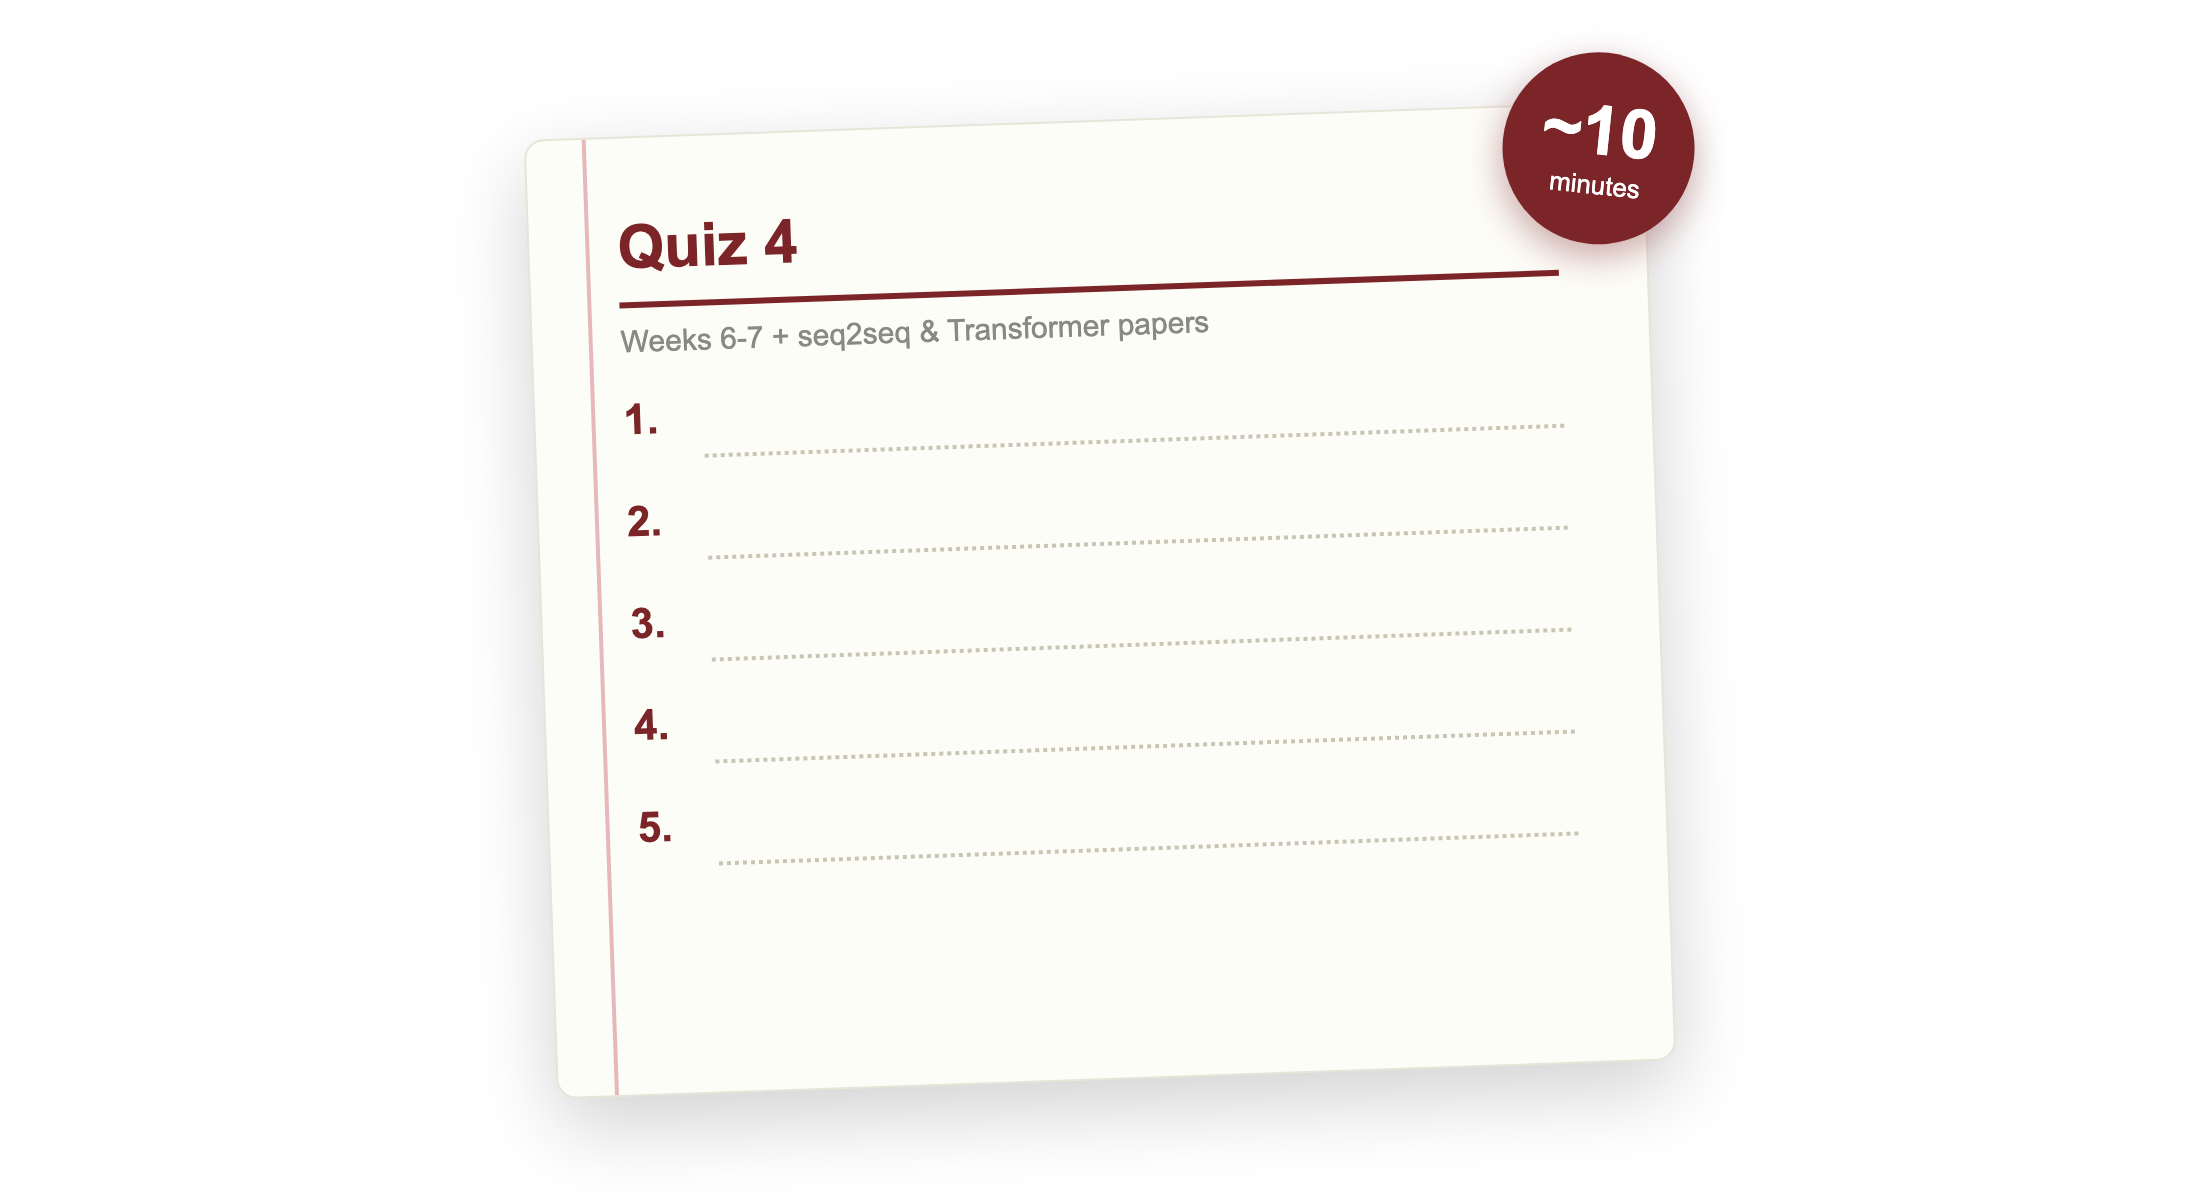 ~10
minutes
Quiz 4
Weeks 6-7 + seq2seq & Transformer papers
1.
2.
3.
4.
5.